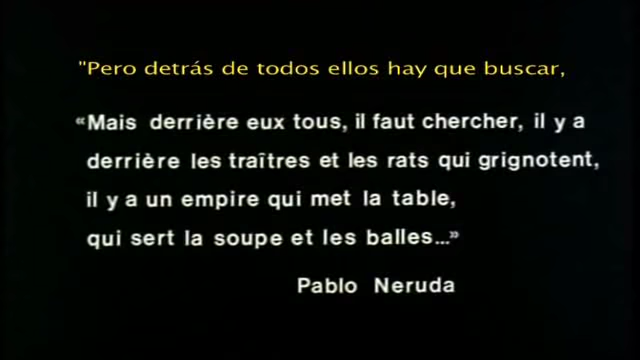 "Pero detrás de todos ellos hay que buscar,
«Mais derrière eux tous, il faut chercher, il y a
derrière les traîtres et les rats qui grignotent,
il y a un empire qui met la table,
qui sert la soupe et les balles...»
Pablo Neruda